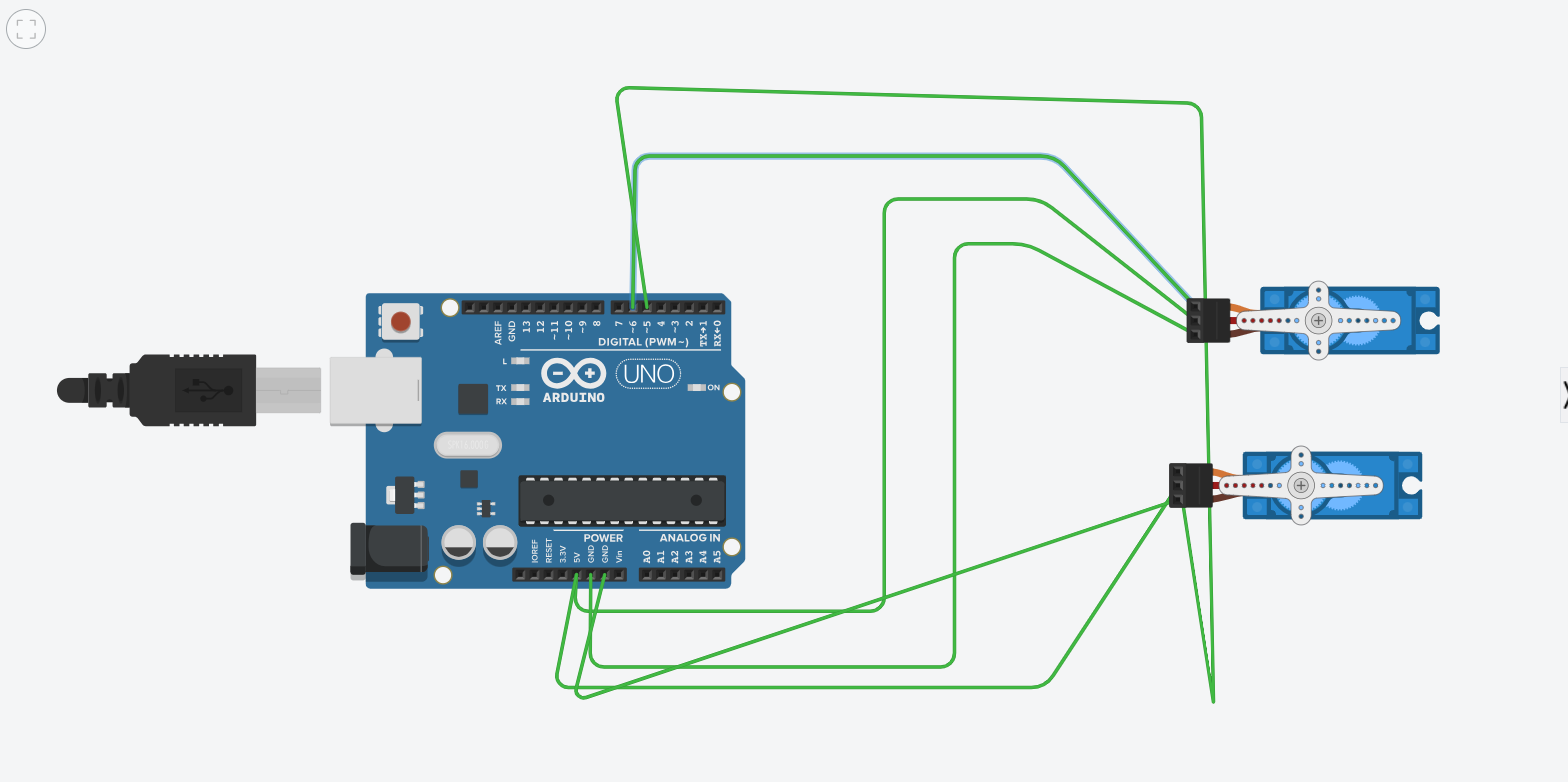 AREF
GND
13
12
~11
~10
~9
8
7
~6
~5
4
~3
2
TX→1
RX←0
DIGITAL (PWM~)
L
TX
RX
UNO
ON
ARDUINO
POWER
ANALOG IN
IOREF
RESET
3.3V
5V
GND
GND
Vin
A0
A1
A2
A3
A4
A5